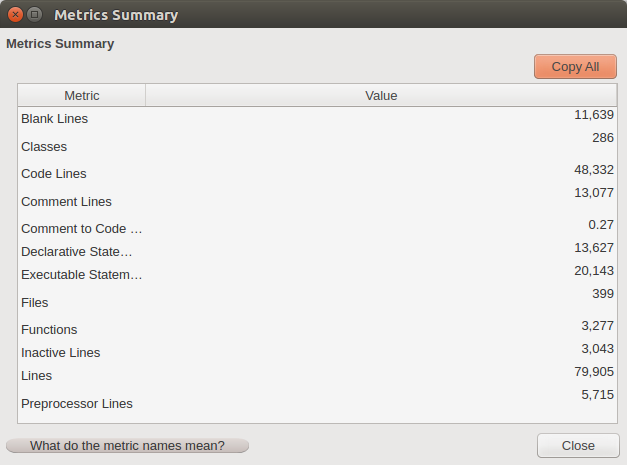 Metrics Summary
Metrics Summary
Copy All
Metric Value
Blank Lines 11,639
Classes 286
Code Lines 48,332
Comment Lines 13,077
Comment to Code ... 0.27
Declarative State... 13,627
Executable Statem... 20,143
Files 399
Functions 3,277
Inactive Lines 3,043
Lines 79,905
Preprocessor Lines 5,715
What do the metric names mean? Close